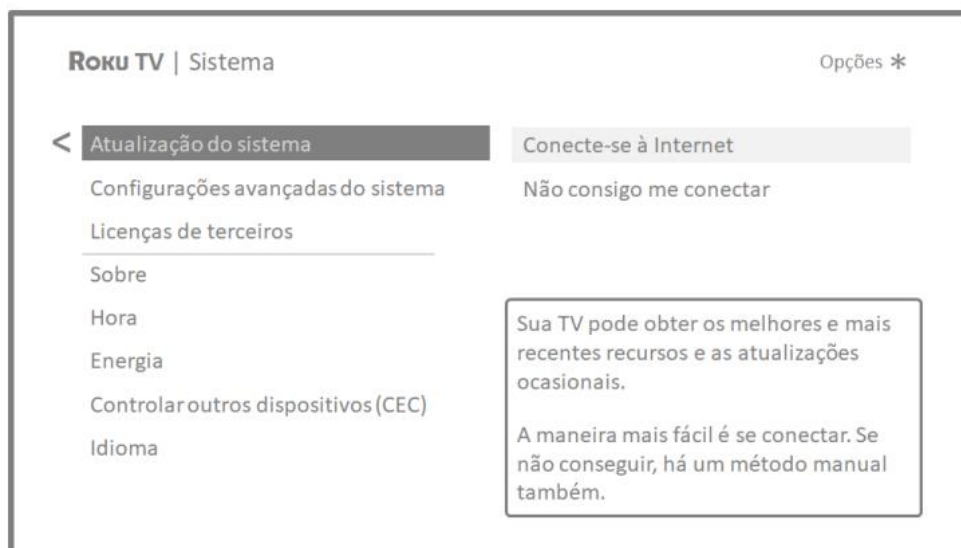 Roku TV | Sistema
Opções *
< Atualização do sistema
Configurações avançadas do sistema
Licenças de terceiros
Sobre
Hora
Energia
Controlar outros dispositivos (CEC)
Idioma
Conecte-se à Internet
Não consigo me conectar
Sua TV pode obter os melhores e mais
recentes recursos e as atualizações
ocasionais.
A maneira mais fácil é se conectar. Se
não conseguir, há um método manual
também.